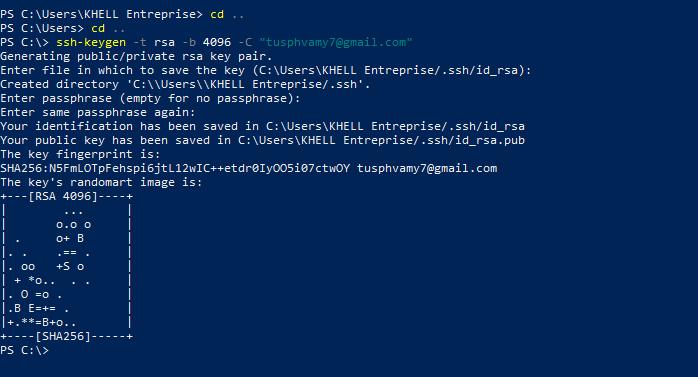 PS C:\Users\KHELL Entreprise> cd ..
PS C:\Users> cd ..
PS C:\> ssh-keygen -t rsa -b 4096 -C "tusphvamy7@gmail.com"
Generating public/private rsa key pair.
Enter file in which to save the key (C:\Users\KHELL Entreprise/.ssh/id_rsa):
Created directory 'C:\\Users\\KHELL Entreprise/.ssh'.
Enter passphrase (empty for no passphrase):
Enter same passphrase again:
Your identification has been saved in C:\Users\KHELL Entreprise/.ssh/id_rsa
Your public key has been saved in C:\Users\KHELL Entreprise/.ssh/id_rsa.pub
The key fingerprint is:
SHA256:N5FmLOTpFehspi6jtL12wIC++etdr0IyOO5i07ctwOY tusphvamy7@gmail.com
The key's randomart image is:
+---[RSA 4096]----+
|        ...      |
|       o.o o     |
| .     o+ B      |
|. .    .== .     |
|. oo   +S o      |
| + *o..  . .     |
|. O =o .         |
|.B E=+= .        |
|+.**=B+o..       |
+----[SHA256]-----+
PS C:\>